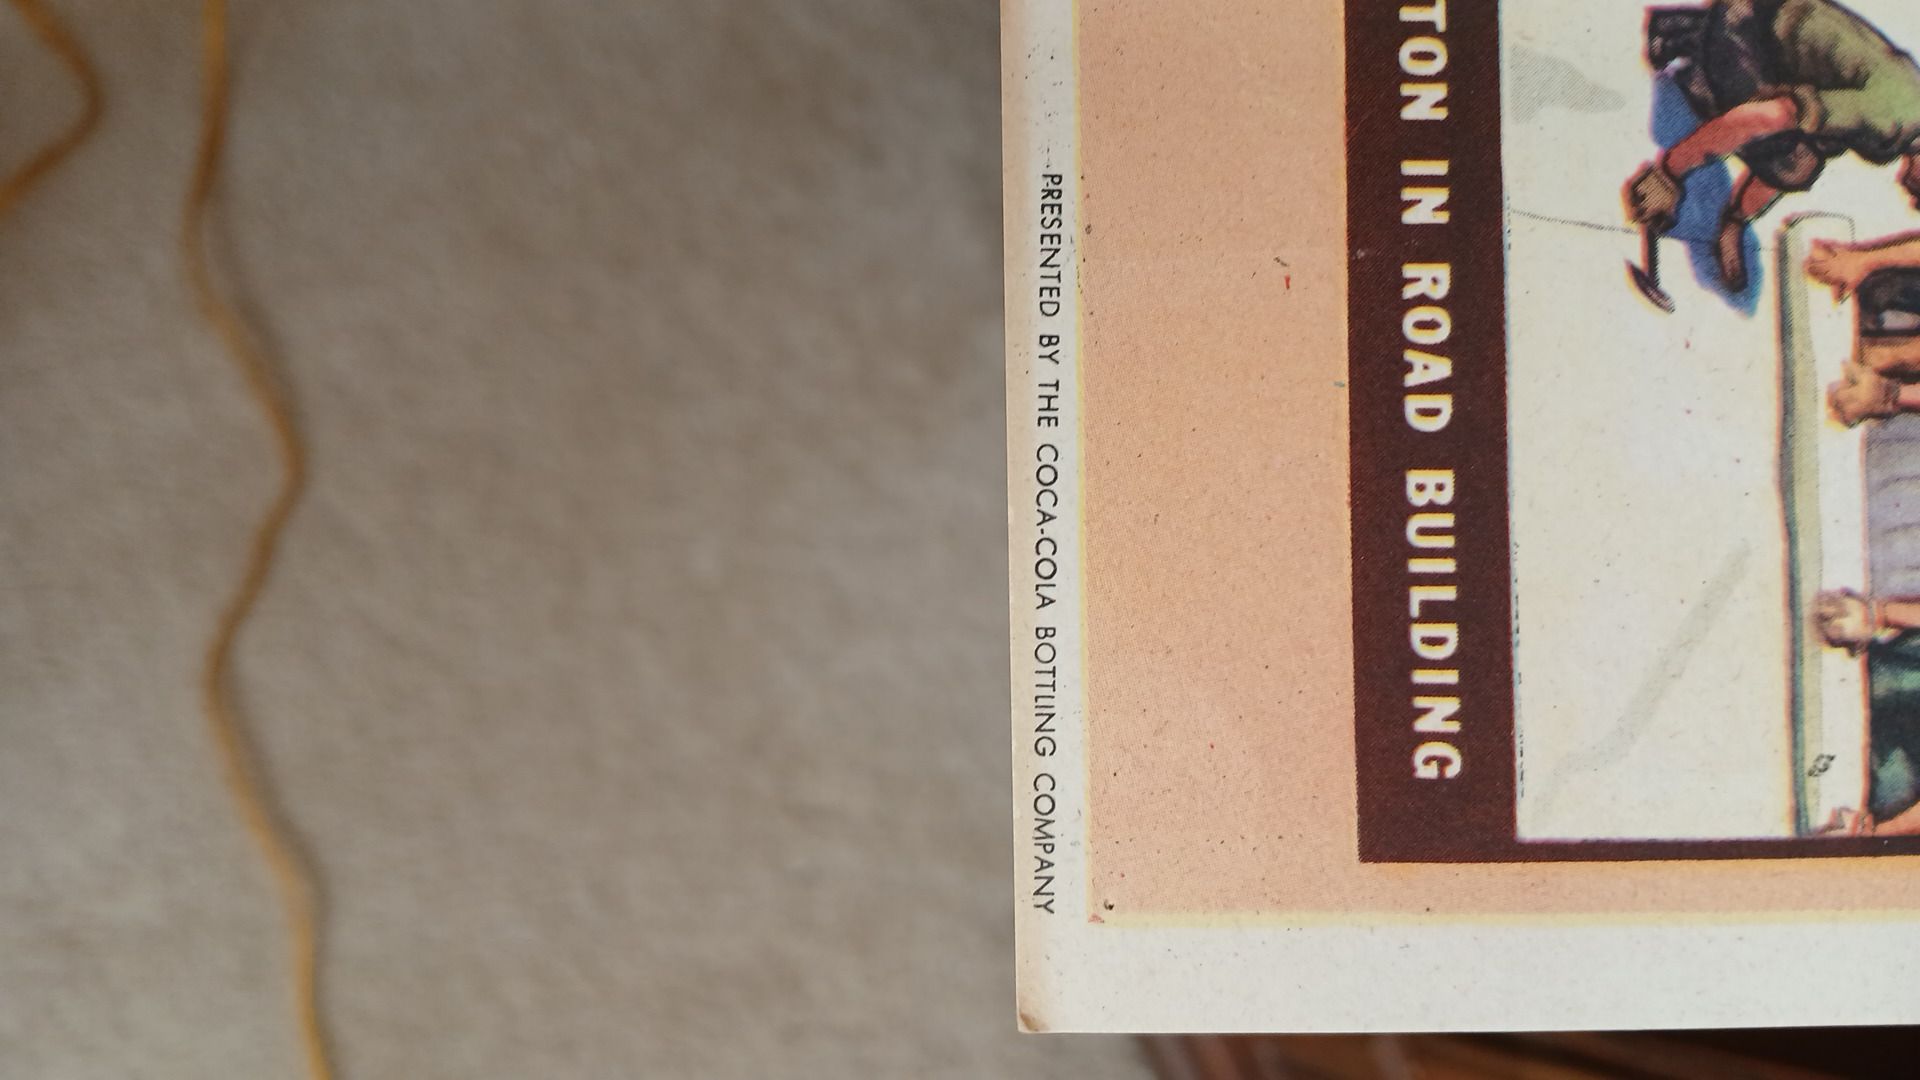 TON IN ROAD BUILDING
PRESENTED BY THE COCA-COLA BOTTLING COMPANY